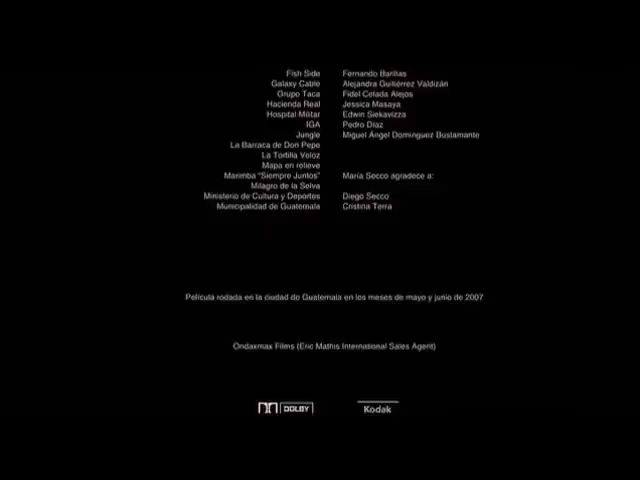 Fish Side Fernando Barillas
Galaxy Cable Alejandra Gutiérrez Valdizán
Grupo Taca Fidel Celada Alejos
Hacienda Real Jessica Masaya
Hospital Militar Edwin Siekavizza
IGA Pedro Díaz
Jungle Miguel Ángel Dominguez Bustamante
La Barraca de Don Pepe
La Tortilla Veloz
Mapa en relieve
Marimba "Siempre Juntos" María Secco agradece a:
Milagro de la Selva
Ministerio de Cultura y Deportes Diego Secco
Municipalidad de Guatemala Cristina Terra
Película rodada en la ciudad de Guatemala en los meses de mayo y junio de 2007
Ondaxmax Films (Eric Mathis International Sales Agent)
DOLBY Kodak